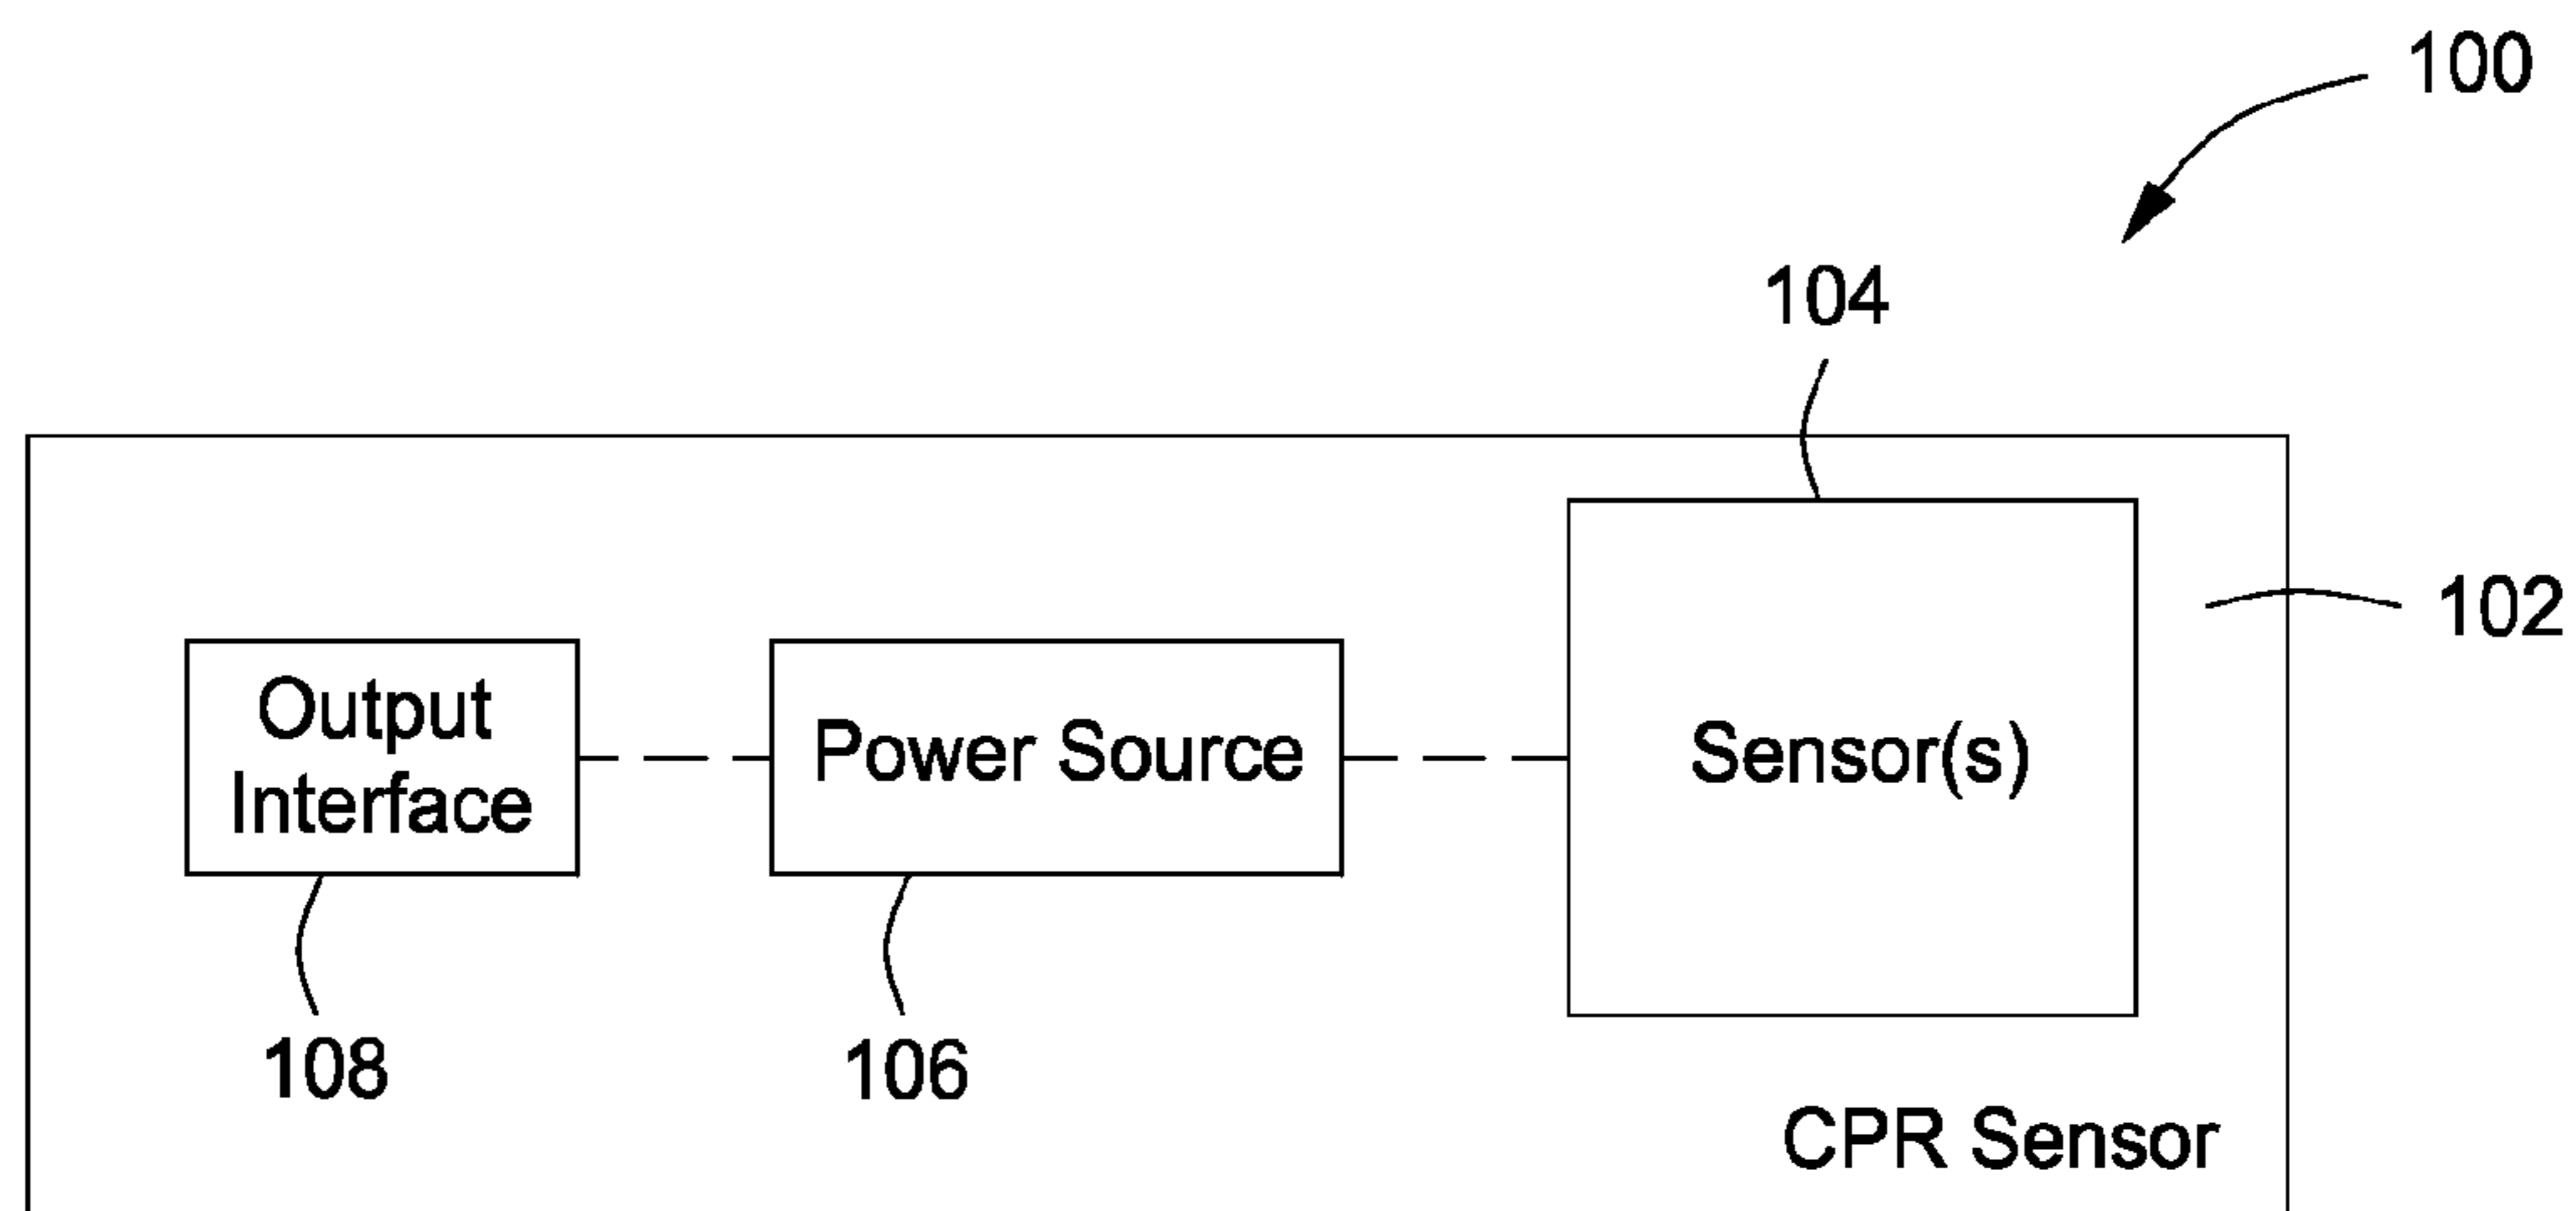 100
104
102
Output
Interface
Power Source
Sensor(s)
108
106
CPR Sensor